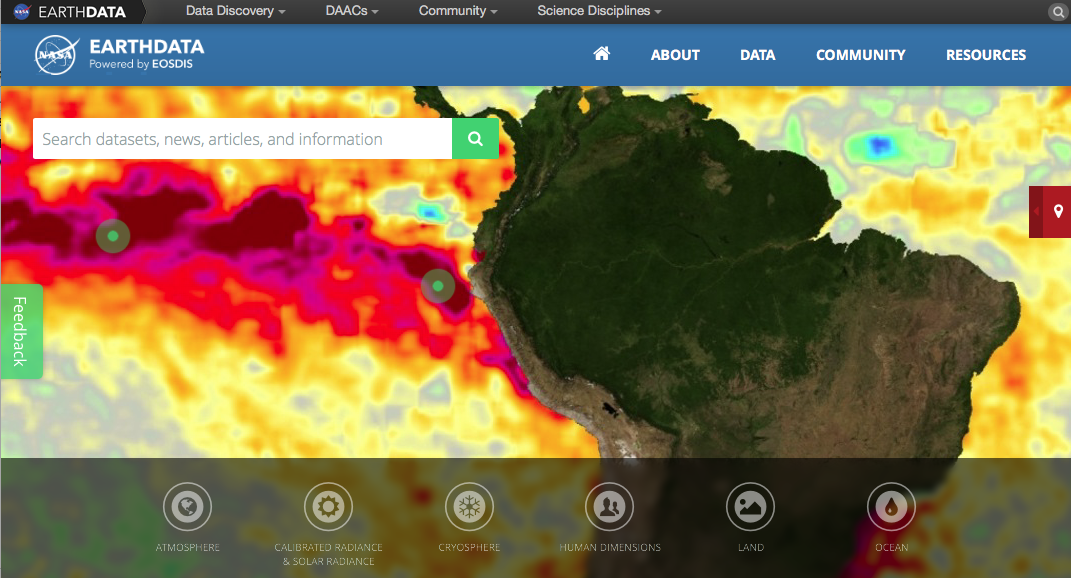 NASA EARTHDATA Data Discovery DAACs Community Science Disciplines
NASA EARTHDATA
Powered by EOSDIS
ABOUT DATA COMMUNITY RESOURCES
Search datasets, news, articles, and information
Feedback
ATMOSPHERE
CALIBRATED RADIANCE
& SOLAR RADIANCE
CRYOSPHERE
HUMAN DIMENSIONS
LAND
OCEAN